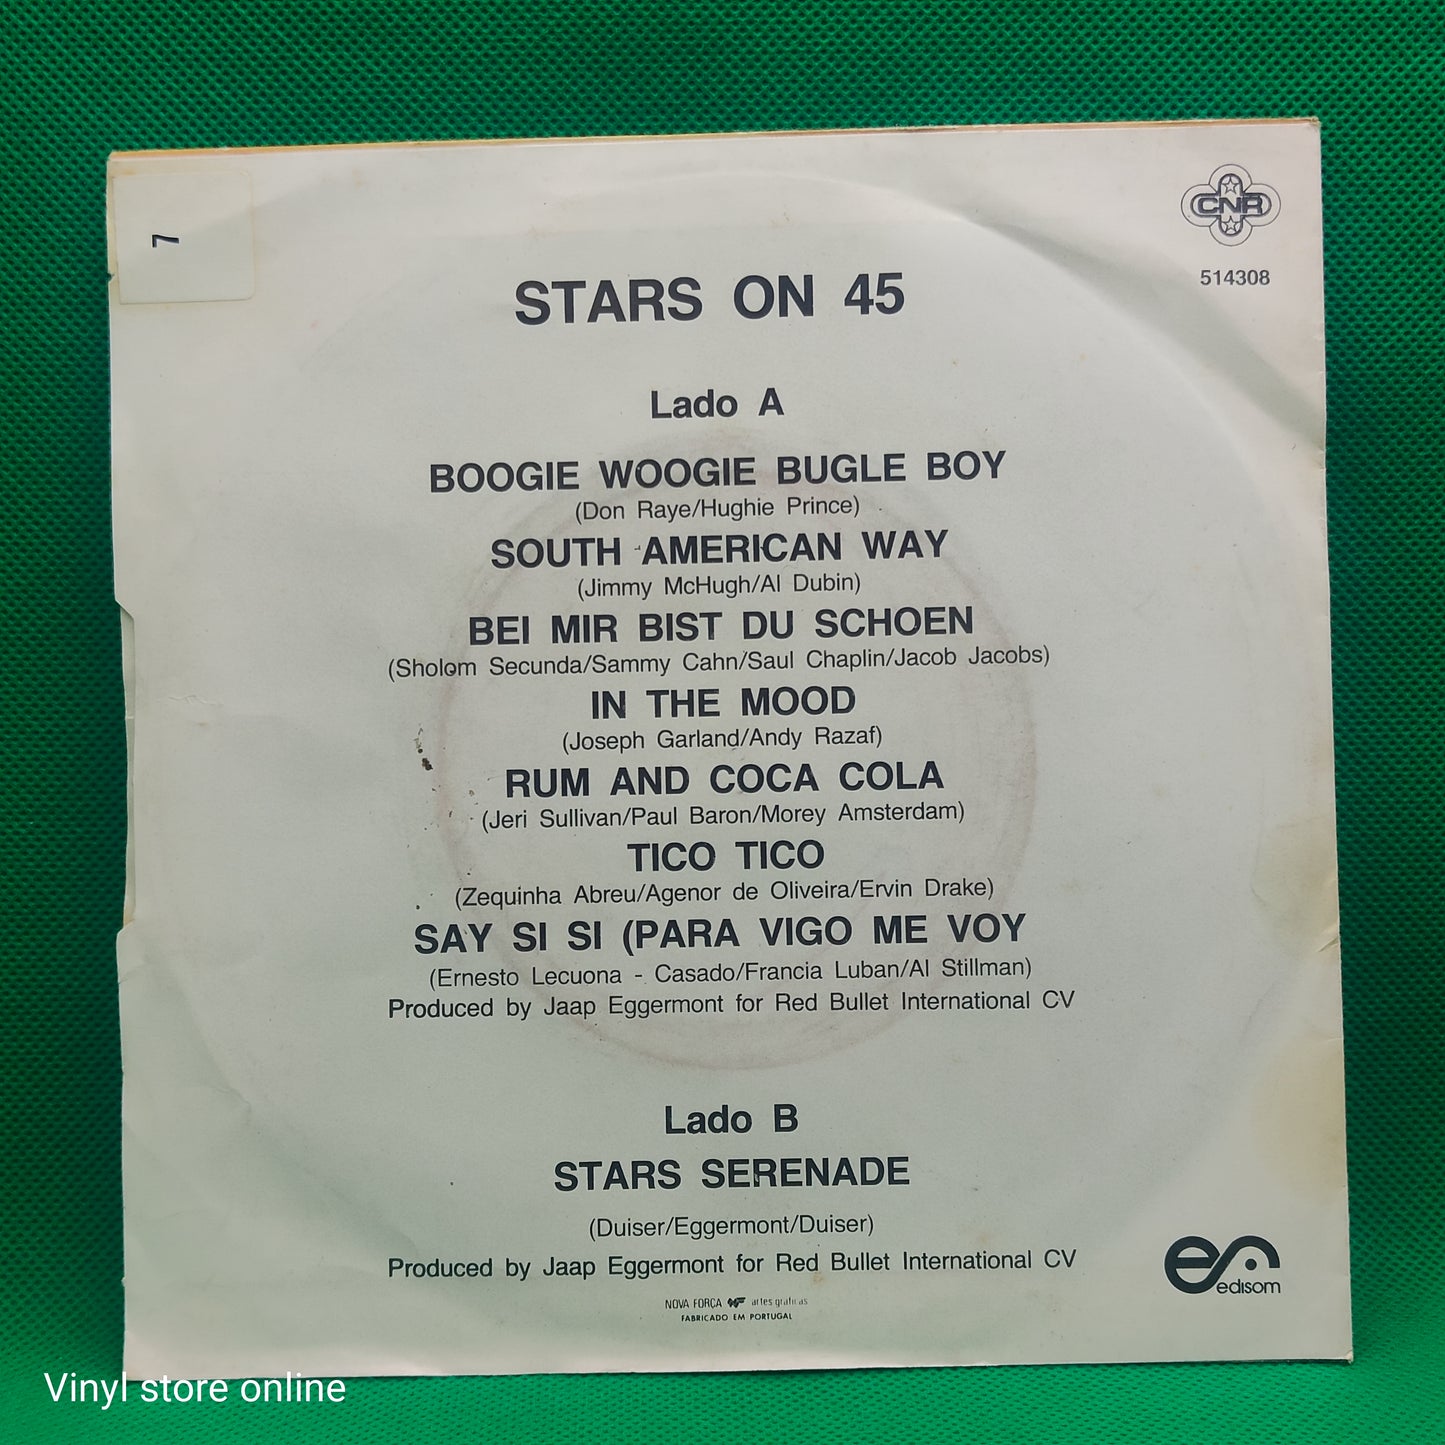 7
CNR
514308
STARS ON 45
Lado A
BOOGIE WOOGIE BUGLE BOY
(Don Raye/Hughie Prince)
SOUTH AMERICAN WAY
(Jimmy McHugh/Al Dubin)
BEI MIR BIST DU SCHOEN
(Sholom Secunda/Sammy Cahn/Saul Chaplin/Jacob Jacobs)
IN THE MOOD
(Joseph Garland/Andy Razaf)
RUM AND COCA COLA
(Jeri Sullivan/Paul Baron/Morey Amsterdam)
TICO TICO
(Zequinha Abreu/Agenor de Oliveira/Ervin Drake)
SAY SI SI (PARA VIGO ME VOY
(Ernesto Lecuona - Casado/Francia Luban/Al Stillman)
Produced by Jaap Eggermont for Red Bullet International CV
Lado B
STARS SERENADE
(Duiser/Eggermont/Duiser)
Produced by Jaap Eggermont for Red Bullet International CV
edisom
NOVA FORÇA artes gráficas
FABRICADO EM PORTUGAL
Vinyl store online